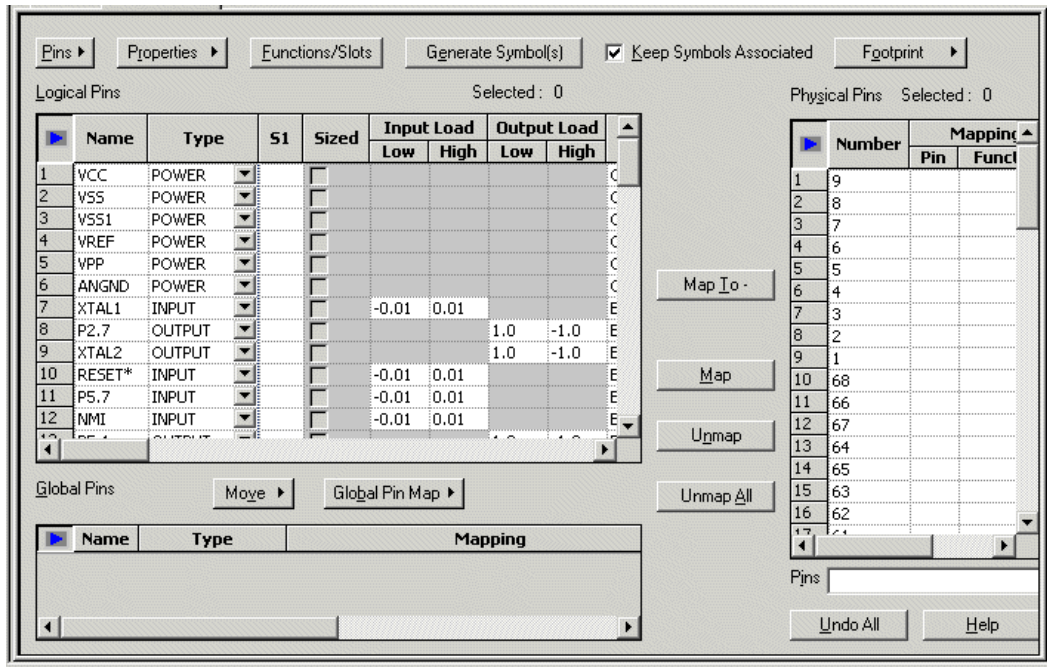 Pins Properties Functions/Slots Generate Symbol(s) Keep Symbols Associated Footprint
Logical Pins Selected : 0 Physical Pins Selected : 0
Name Type S1 Sized Input Load Output Load
Low High Low High
1 VCC POWER
2 VSS POWER
3 VSS1 POWER
4 VREF POWER
5 VPP POWER
6 ANGND POWER
7 XTAL1 INPUT -0.01 0.01
8 P2.7 OUTPUT 1.0 -1.0
9 XTAL2 OUTPUT 1.0 -1.0
10 RESET* INPUT -0.01 0.01
11 P5.7 INPUT -0.01 0.01
12 NMI INPUT -0.01 0.01
Global Pins Move Global Pin Map
Name Type Mapping
Map To -
Map
Unmap
Unmap All
Number Mapping
Pin Funct
1 9
2 8
3 7
4 6
5 5
6 4
7 3
8 2
9 1
10 68
11 66
12 67
13 64
14 65
15 63
16 62
17 61
Pins
Undo All Help